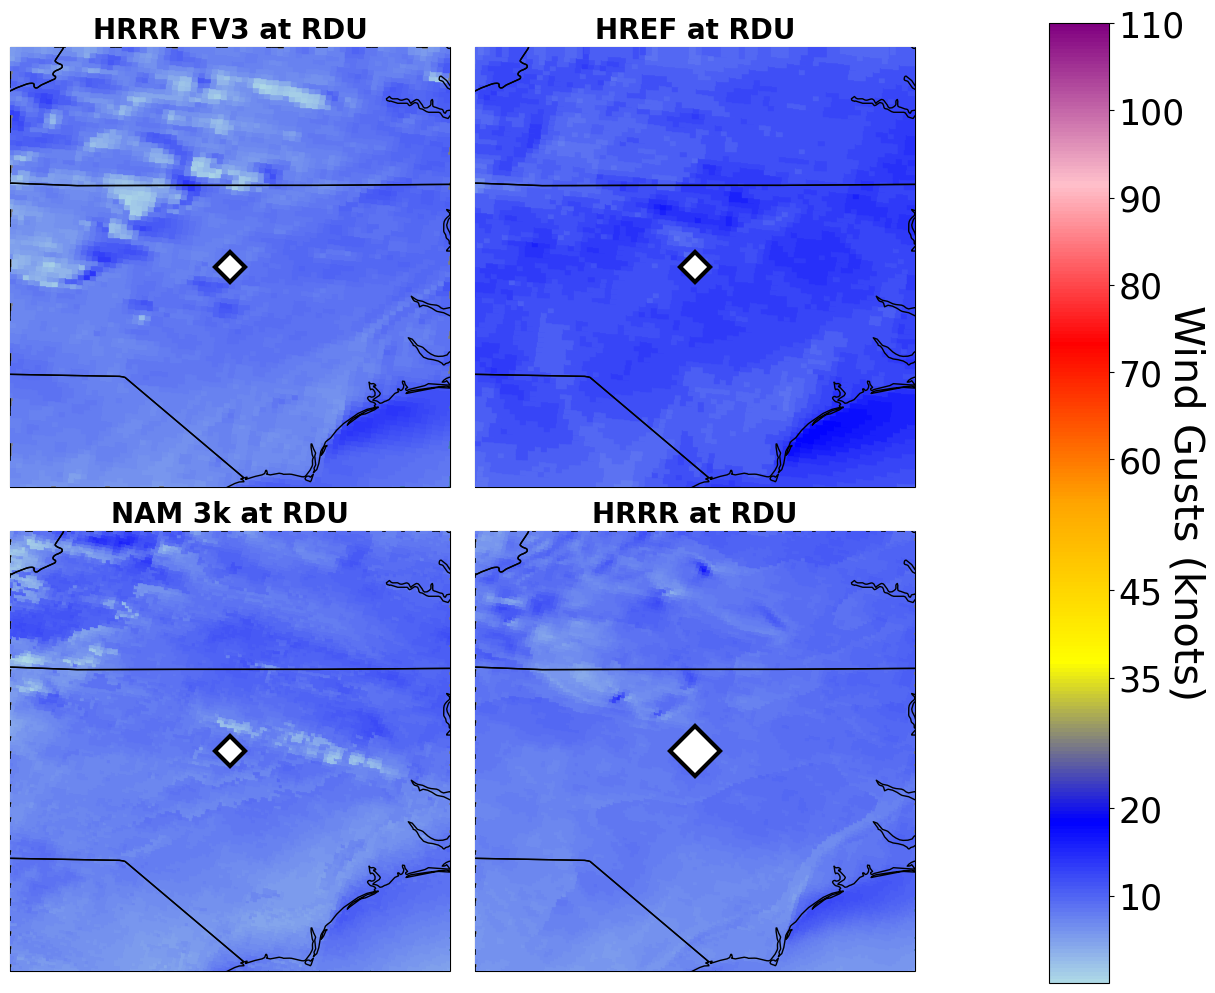 HRRR FV3 at RDU
HREF at RDU
NAM 3k at RDU
HRRR at RDU
110
100
90
80
70
60
45
35
20
10
Wind Gusts (knots)